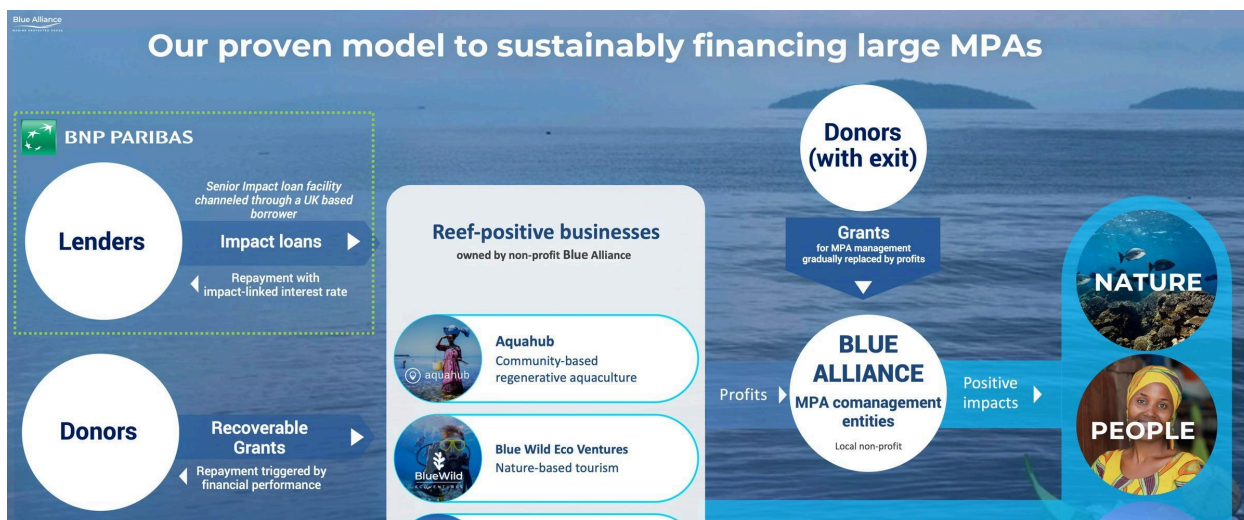 Blue Alliance
MARINE PROTECTED AREAS
Our proven model to sustainably financing large MPAs
BNP PARIBAS
Lenders
Senior Impact loan facility
channeled through a UK based
borrower
Impact loans
Repayment with
impact-linked interest rate
Donors
Recoverable
Grants
Repayment triggered by
financial performance
Reef-positive businesses
owned by non-profit Blue Alliance
aquahub
Aquahub
Community-based
regenerative aquaculture
BlueWild
ECOVENTURES
Blue Wild Eco Ventures
Nature-based tourism
Donors
(with exit)
Grants
for MPA management
gradually replaced by profits
Profits
BLUE
ALLIANCE
MPA comanagement
entities
Local non-profit
Positive
impacts
NATURE
PEOPLE